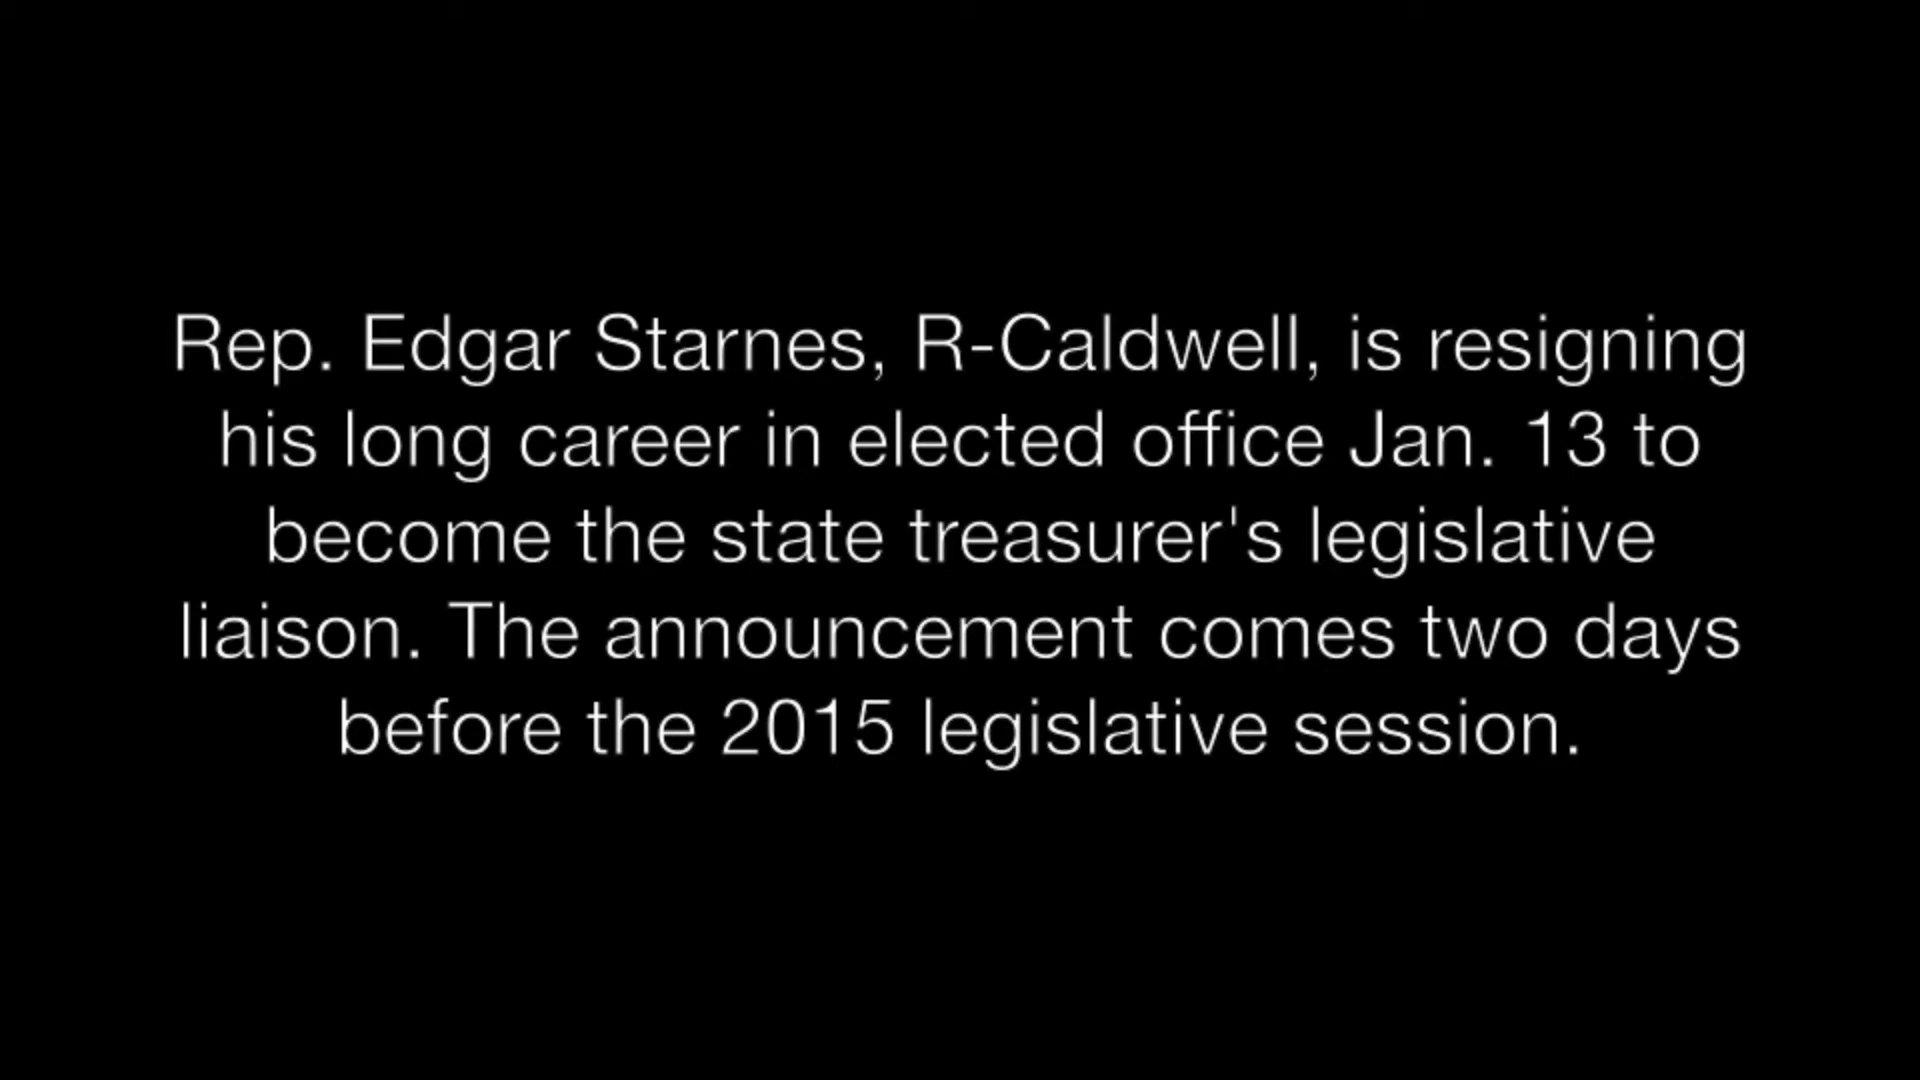 Rep. Edgar Starnes, R-Caldwell, is resigning
his long career in elected office Jan. 13 to
become the state treasurer's legislative
liaison. The announcement comes two days
before the 2015 legislative session.